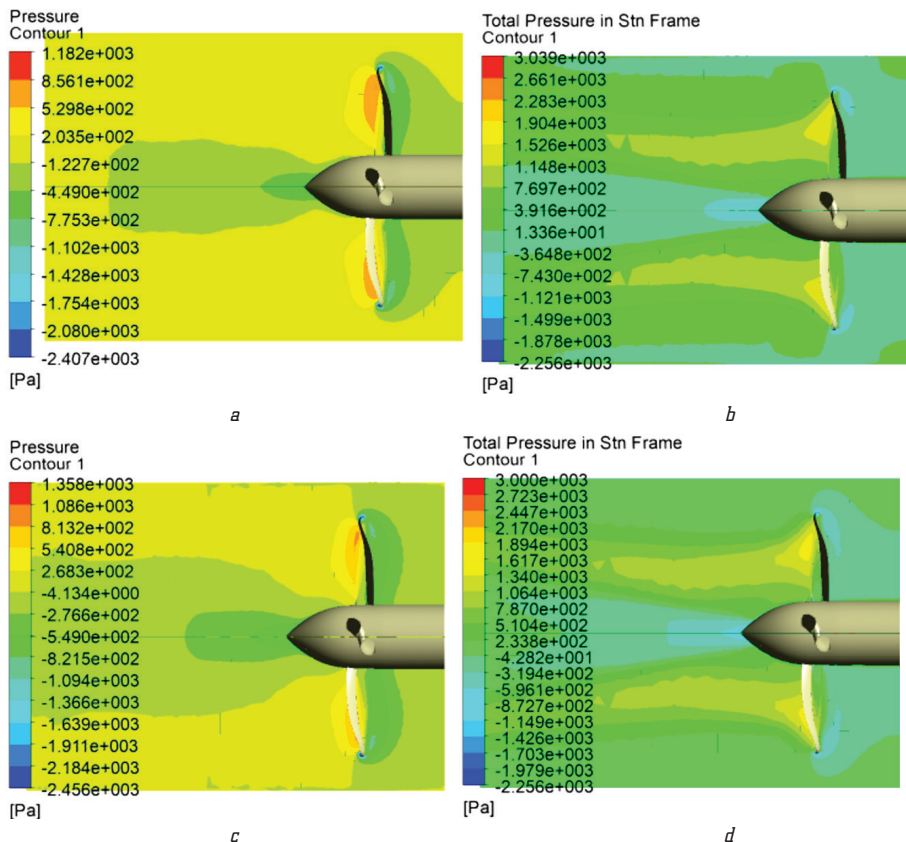 Pressure
Contour 1
1.182e+003
8.561e+002
5.298e+002
2.035e+002
-1.227e+002
-4.490e+002
-7.753e+002
-1.102e+003
-1.428e+003
-1.754e+003
-2.080e+003
-2.407e+003
[Pa]
a
Total Pressure in Stn Frame
Contour 1
3.039e+003
2.661e+003
2.283e+003
1.904e+003
1.526e+003
1.148e+003
7.697e+002
3.916e+002
1.336e+001
-3.648e+002
-7.430e+002
-1.121e+003
-1.499e+003
-1.878e+003
-2.256e+003
[Pa]
b
Pressure
Contour 1
1.358e+003
1.086e+003
8.132e+002
5.408e+002
2.683e+002
-4.134e+000
-2.766e+002
-5.490e+002
-8.215e+002
-1.094e+003
-1.366e+003
-1.639e+003
-1.911e+003
-2.184e+003
-2.456e+003
[Pa]
c
Total Pressure in Stn Frame
Contour 1
3.000e+003
2.723e+003
2.447e+003
2.170e+003
1.894e+003
1.617e+003
1.340e+003
1.064e+003
7.870e+002
5.104e+002
2.338e+002
-4.282e+001
-3.194e+002
-5.961e+002
-8.727e+002
-1.149e+003
-1.426e+003
-1.703e+003
-1.979e+003
-2.256e+003
[Pa]
d